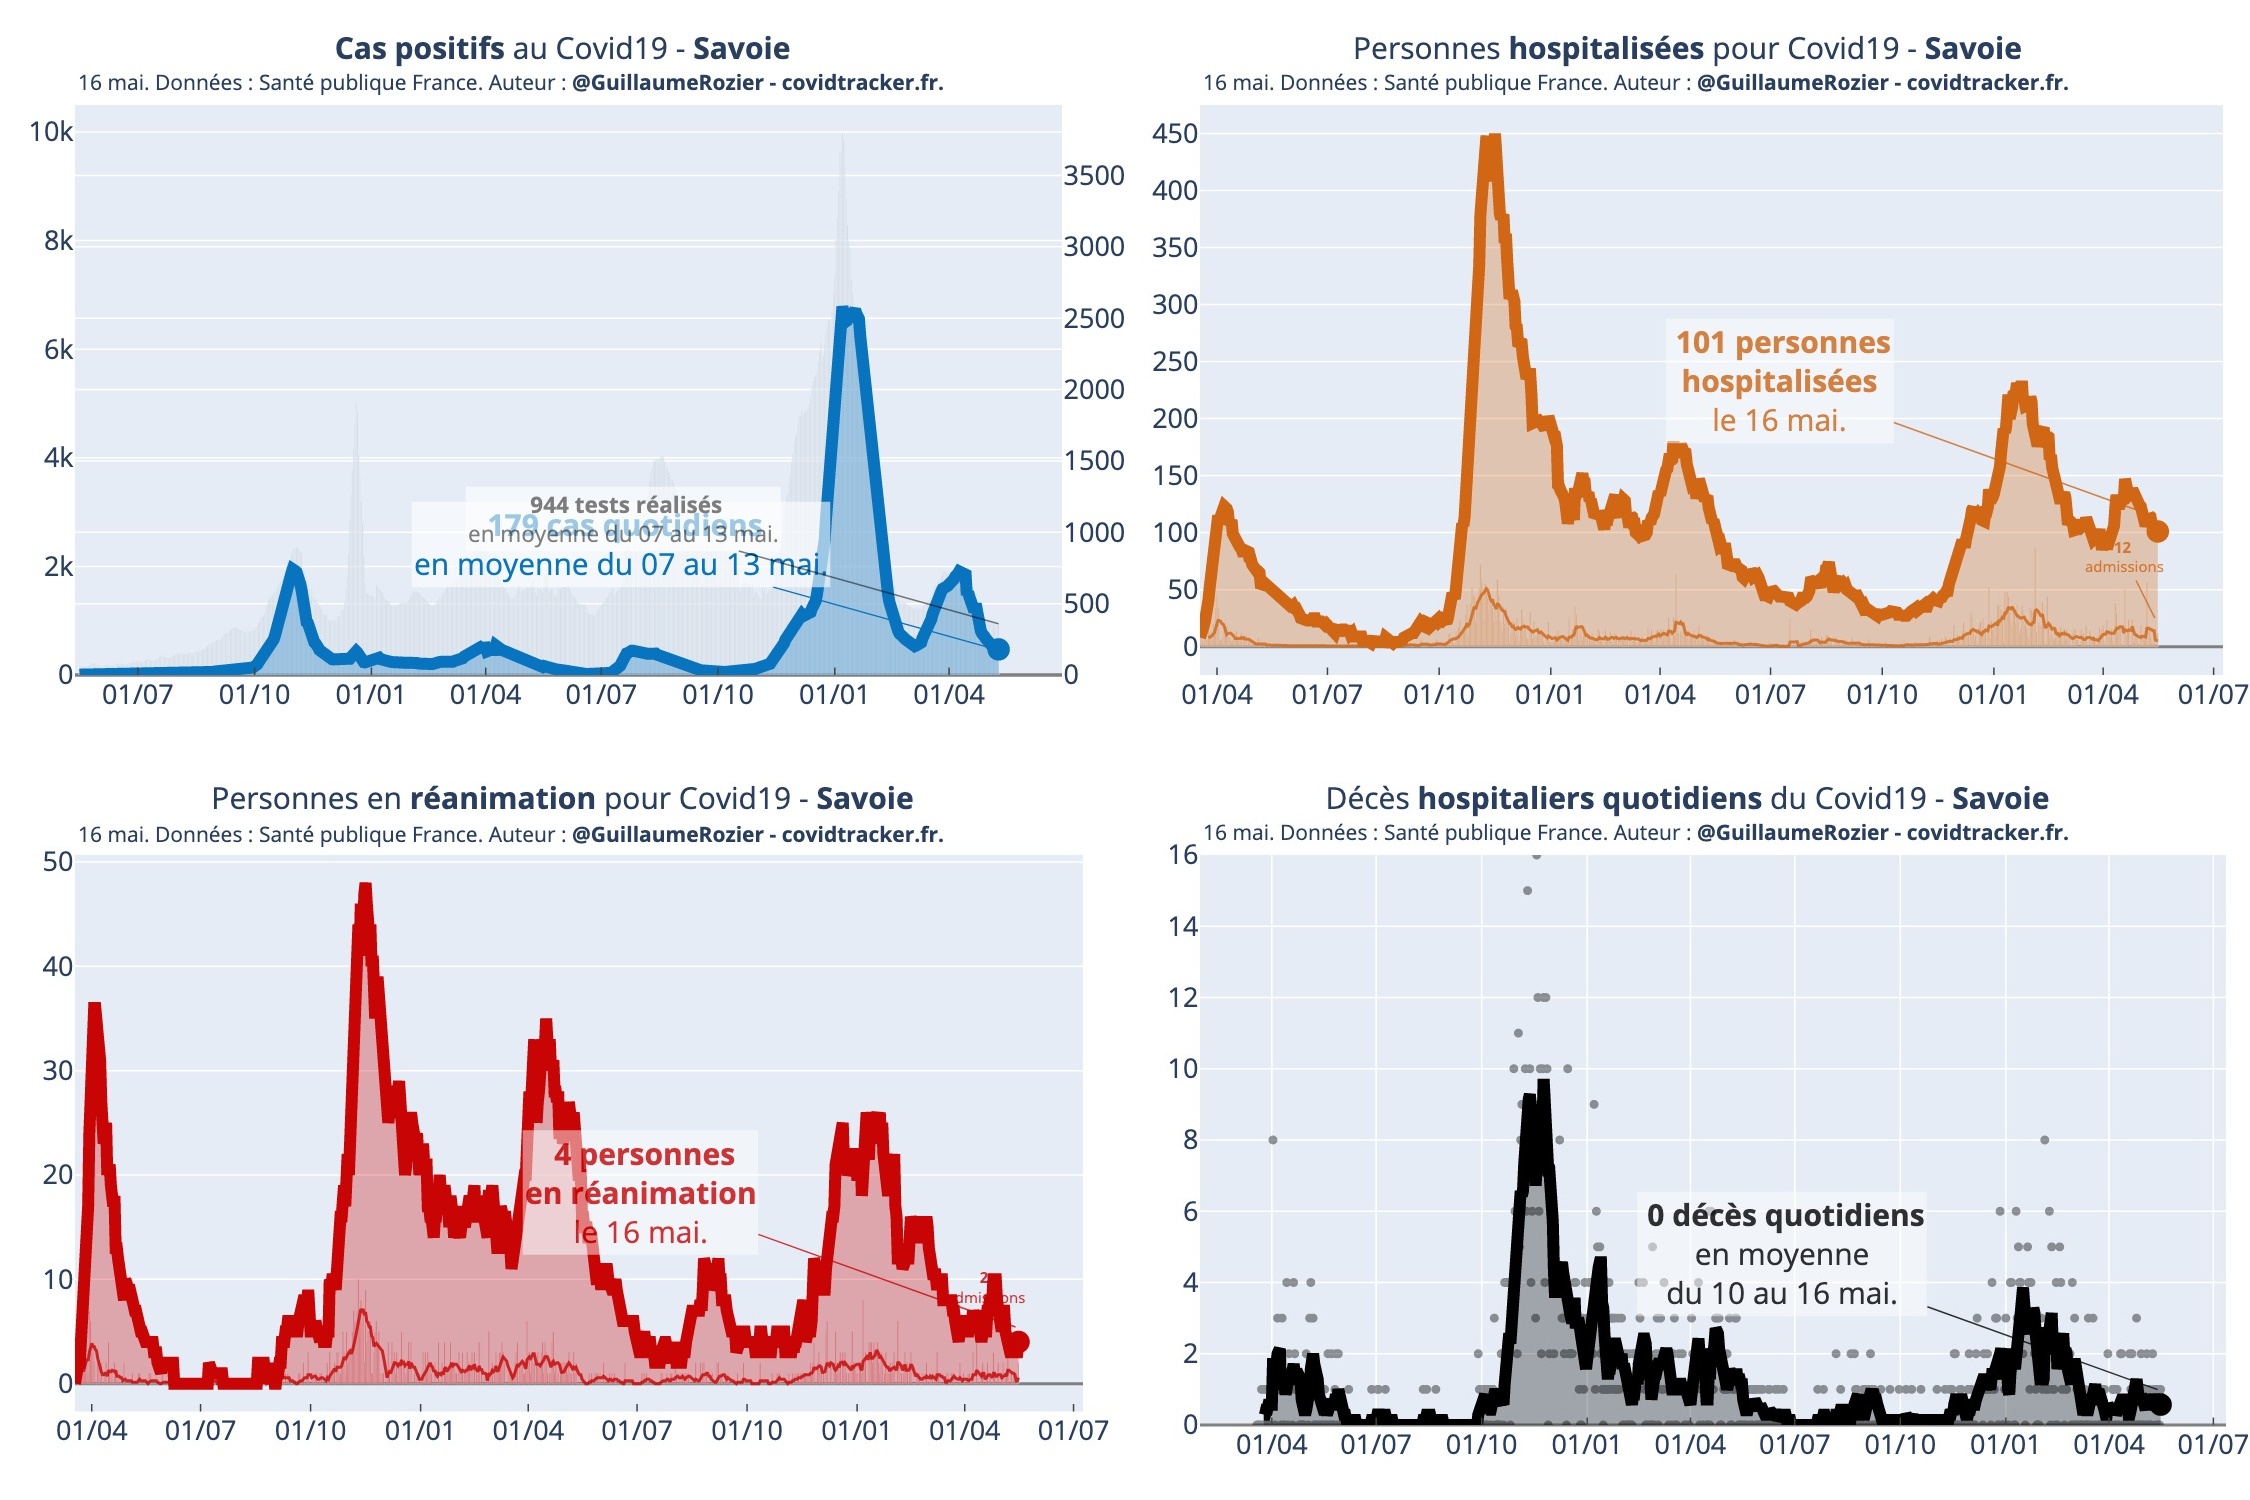 Cas positifs au Covid19 - Savoie
16 mai. Données : Santé publique France. Auteur : @GuillaumeRozier - covidtracker.fr.
10k
8k
6k
4k
2k
0
3500
3000
2500
2000
1500
1000
500
0
944 tests réalisés
en moyenne du 07 au 13 mai.
179 cas quotidiens
en moyenne du 07 au 13 mai.
01/07 01/10 01/01 01/04 01/07 01/10 01/01 01/04
Personnes hospitalisées pour Covid19 - Savoie
16 mai. Données : Santé publique France. Auteur : @GuillaumeRozier - covidtracker.fr.
450
400
350
300
250
200
150
100
50
0
101 personnes
hospitalisées
le 16 mai.
12
admissions
01/04 01/07 01/10 01/01 01/04 01/07 01/10 01/01 01/04 01/07
Personnes en réanimation pour Covid19 - Savoie
16 mai. Données : Santé publique France. Auteur : @GuillaumeRozier - covidtracker.fr.
50
40
30
20
10
0
4 personnes
en réanimation
le 16 mai.
2
admissions
01/04 01/07 01/10 01/01 01/04 01/07 01/10 01/01 01/04 01/07
Décès hospitaliers quotidiens du Covid19 - Savoie
16 mai. Données : Santé publique France. Auteur : @GuillaumeRozier - covidtracker.fr.
16
14
12
10
8
6
4
2
0
0 décès quotidiens
en moyenne
du 10 au 16 mai.
01/04 01/07 01/10 01/01 01/04 01/07 01/10 01/01 01/04 01/07